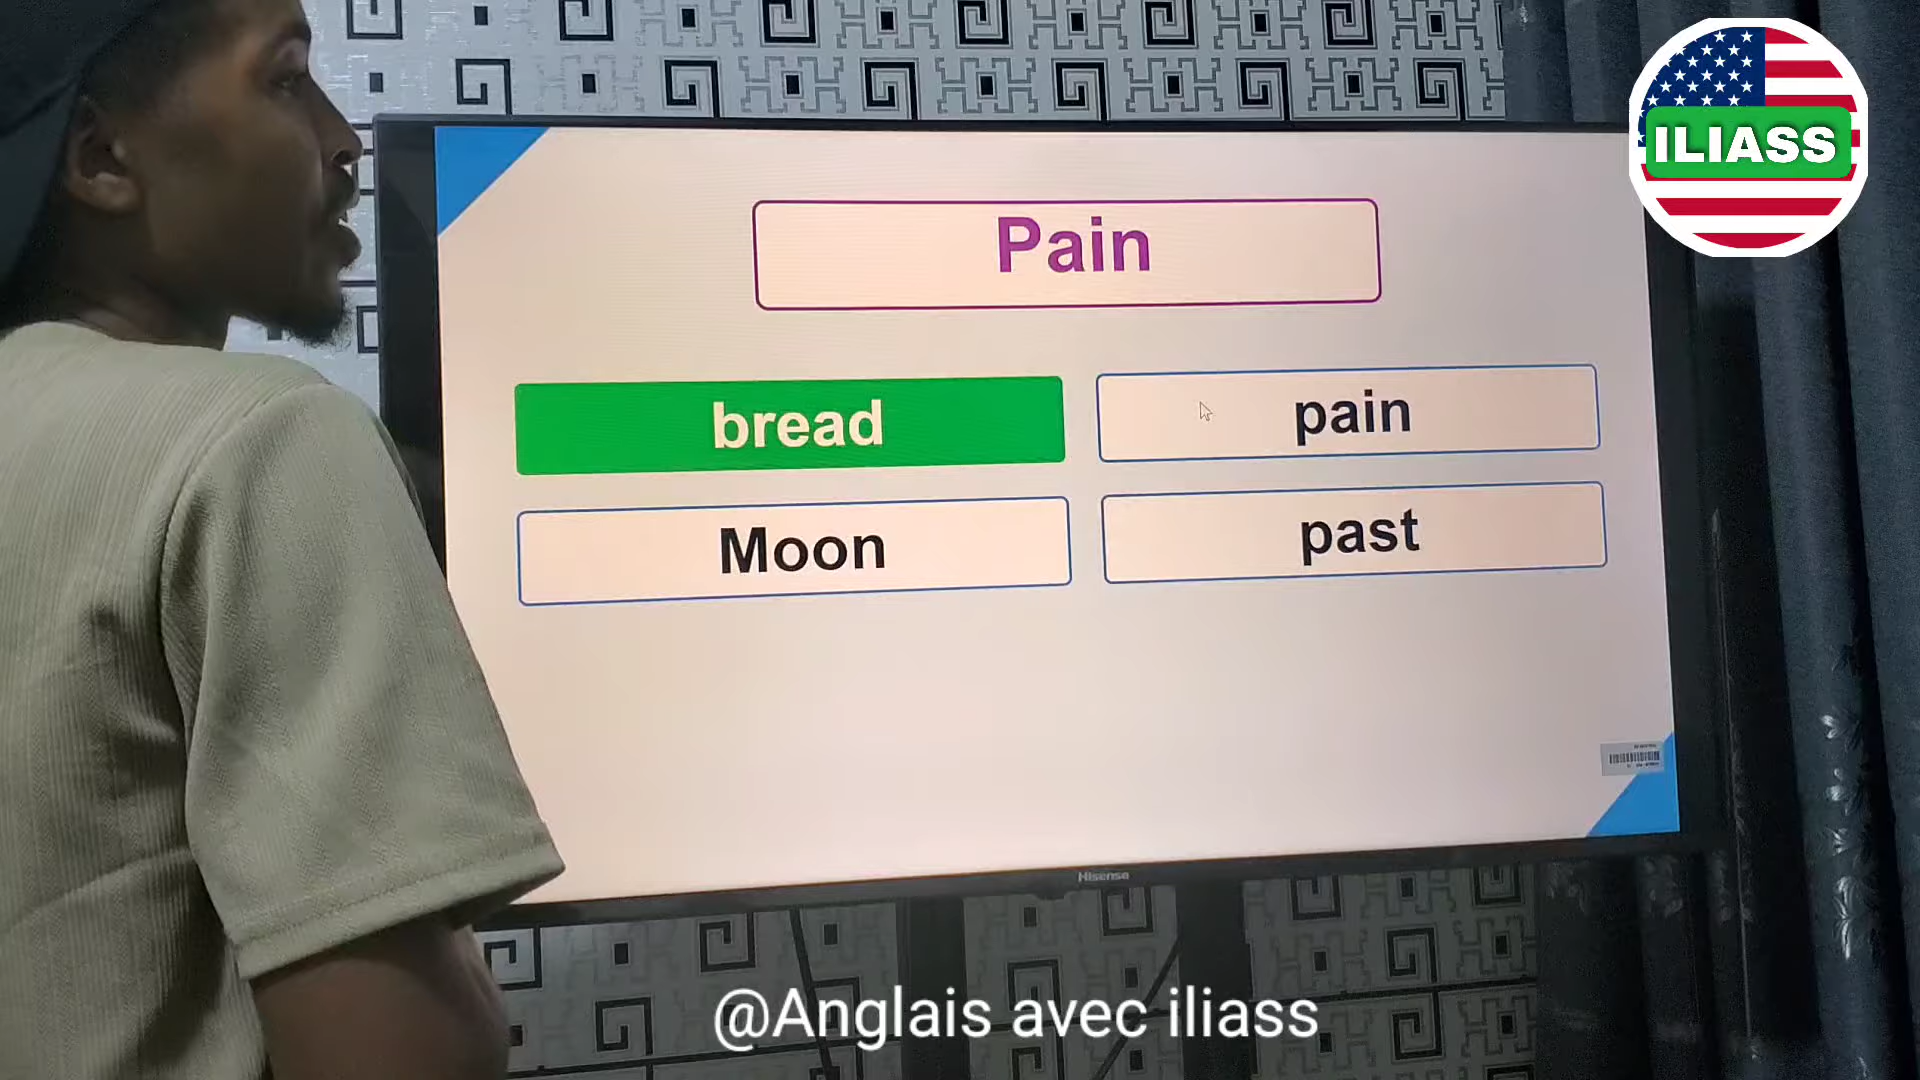 ILIASS
Pain
bread
pain
Moon
past
Hisense
@Anglais avec iliass